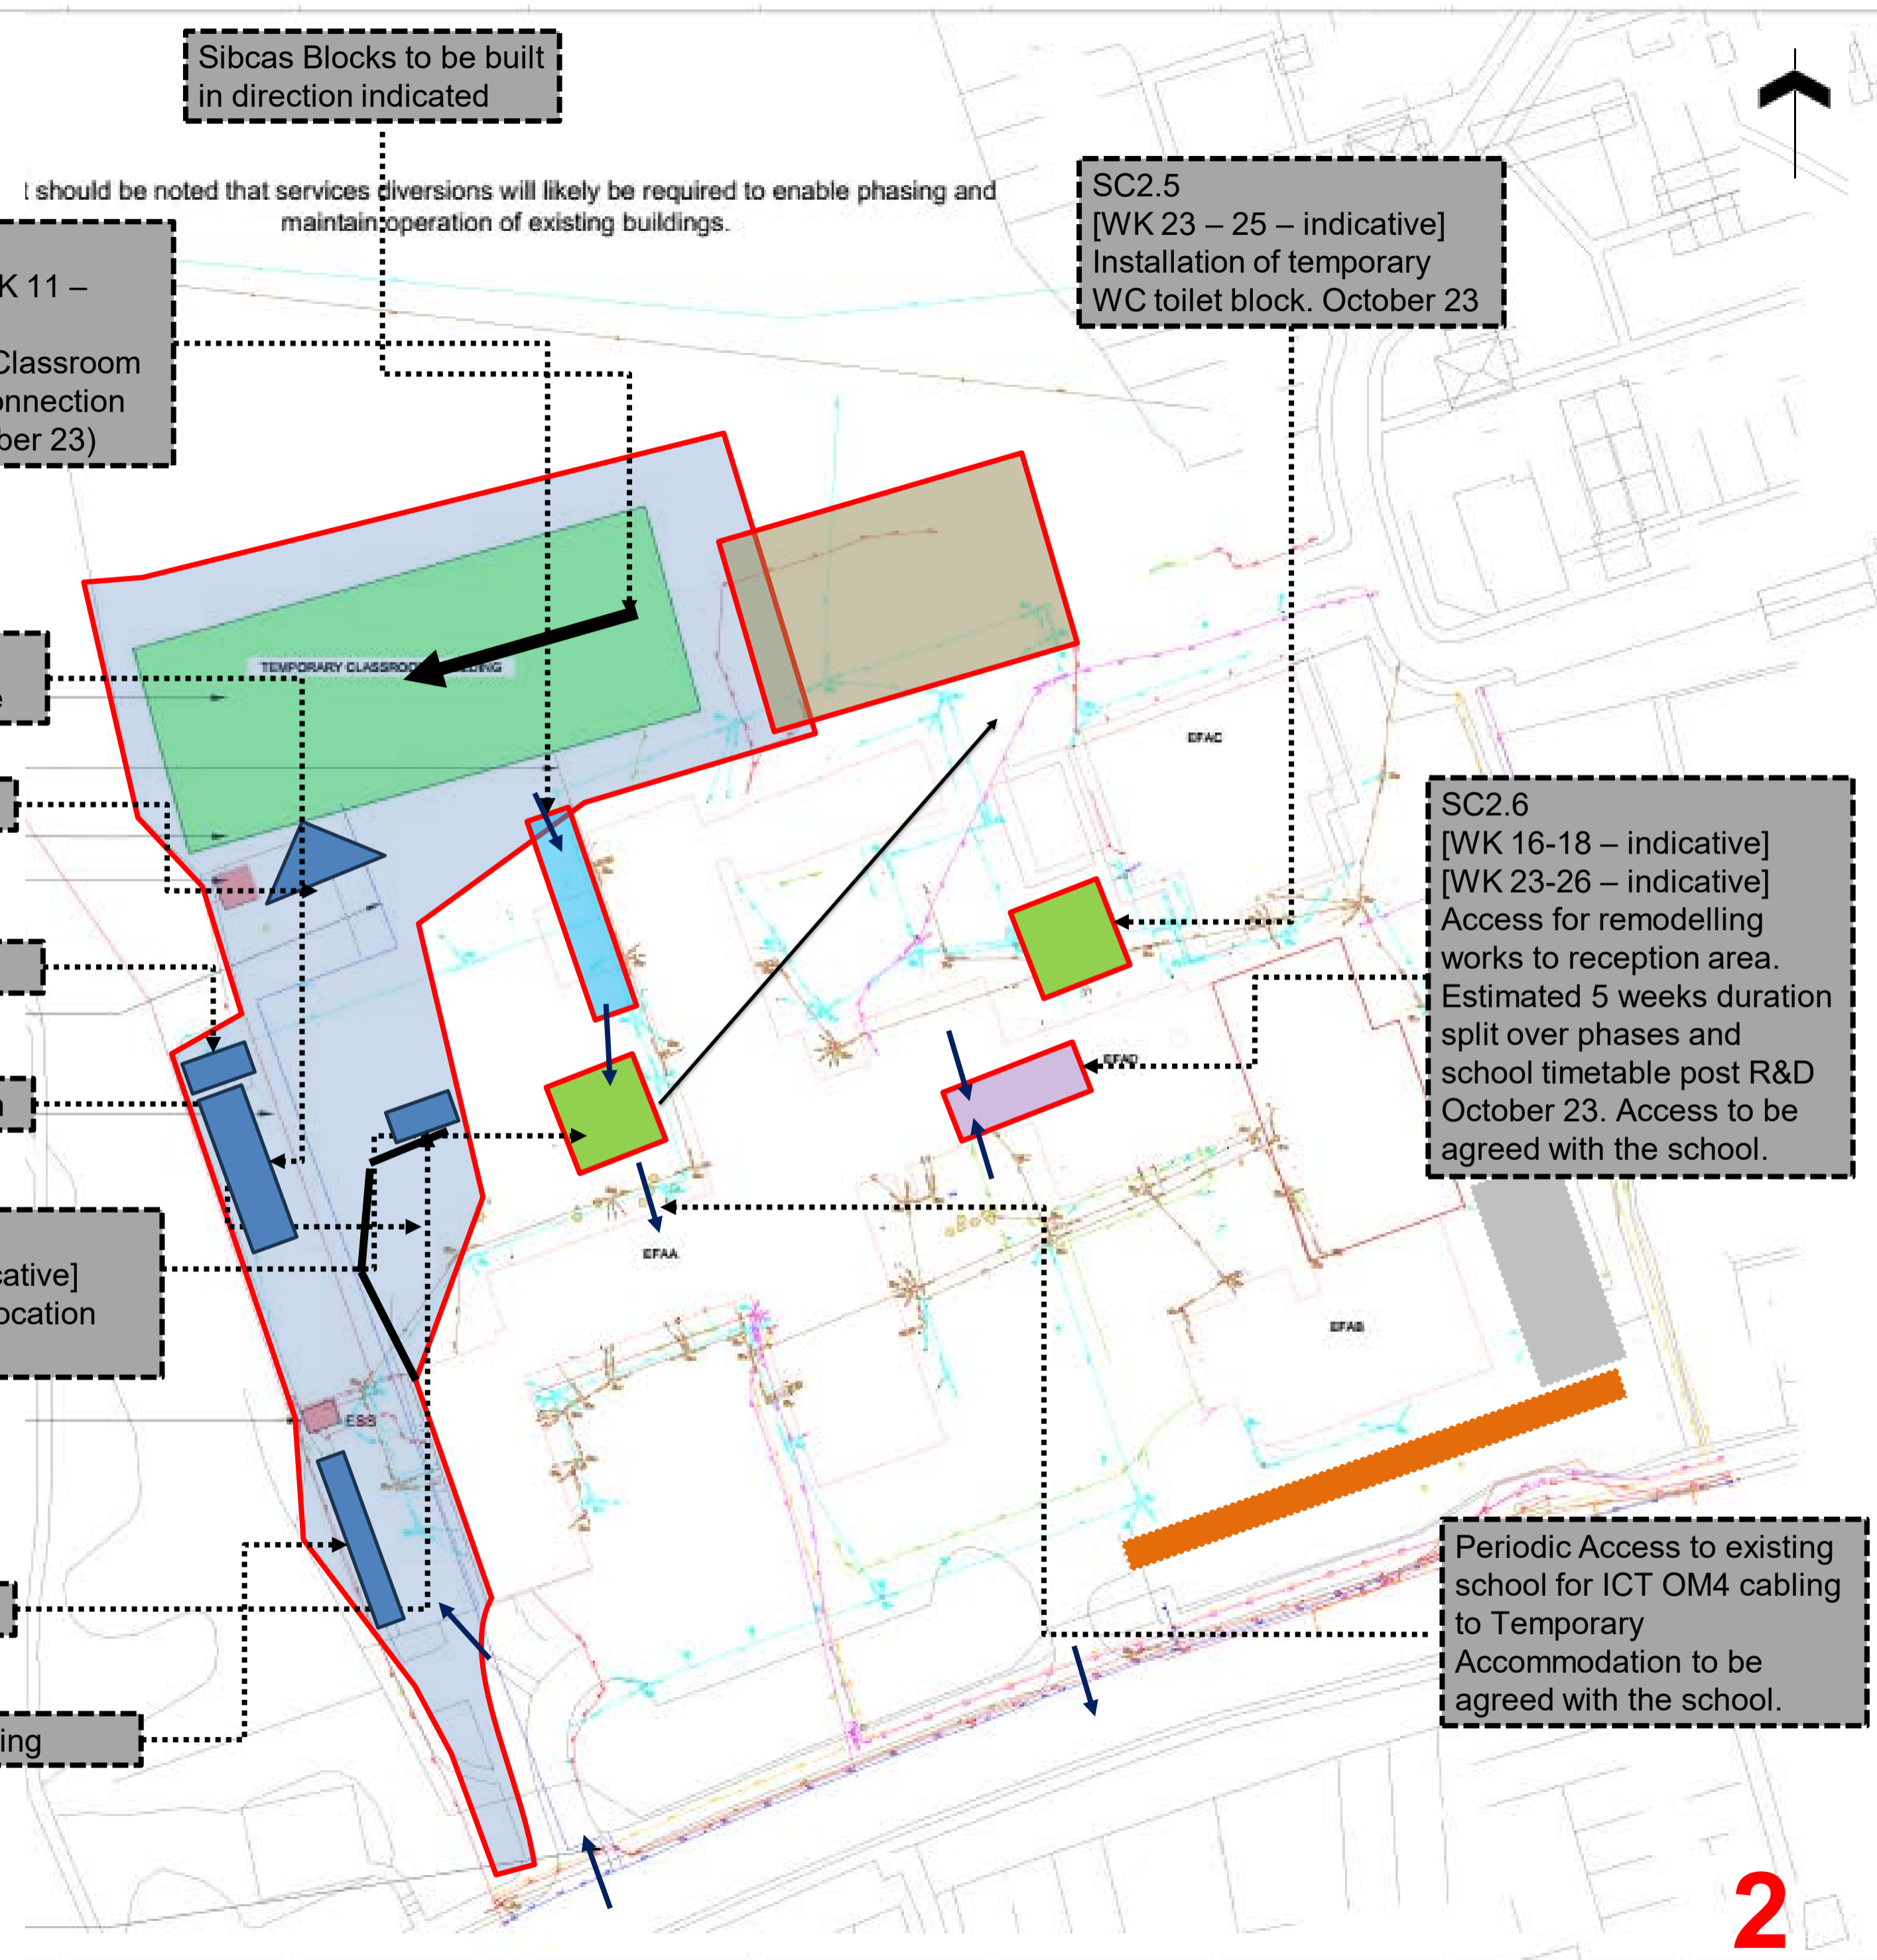 Sibcas Blocks to be built
in direction indicated
t should be noted that services diversions will likely be required to enable phasing and
maintain operation of existing buildings.
SC2.5
[WK 23 – 25 – indicative]
Installation of temporary
WC toilet block. October 23
K 11 –
Classroom
onnection
ber 23)
e
TEMPORARY CLASSROOM BUILDING
EFAC
SC2.6
[WK 16-18 – indicative]
[WK 23-26 – indicative]
Access for remodelling
works to reception area.
Estimated 5 weeks duration
split over phases and
school timetable post R&D
October 23. Access to be
agreed with the school.
EFAD
n
EFAA
cative]
ocation
EFAB
ESS
Periodic Access to existing
school for ICT OM4 cabling
to Temporary
Accommodation to be
agreed with the school.
ing
2